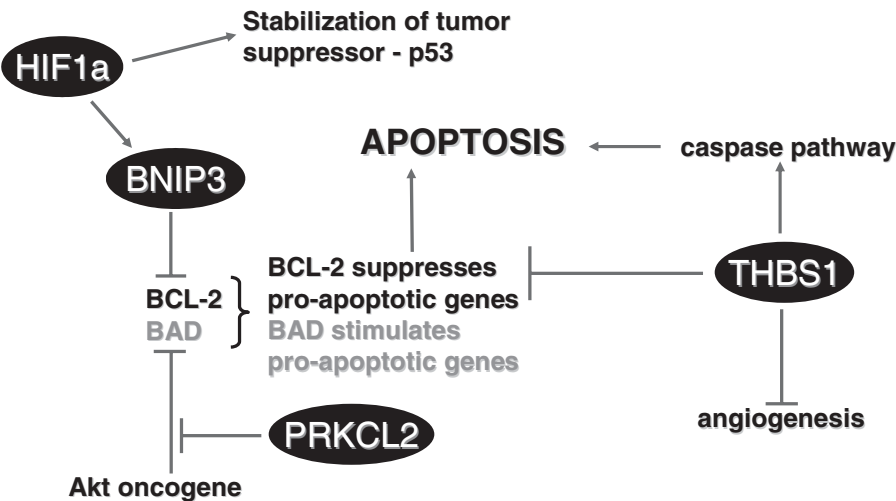 Stabilization of tumor
suppressor - p53
HIF1a
APOPTOSIS
caspase pathway
BNIP3
BCL-2 suppresses
pro-apoptotic genes
BAD stimulates
pro-apoptotic genes
THBS1
BCL-2
BAD
angiogenesis
PRKCL2
Akt oncogene